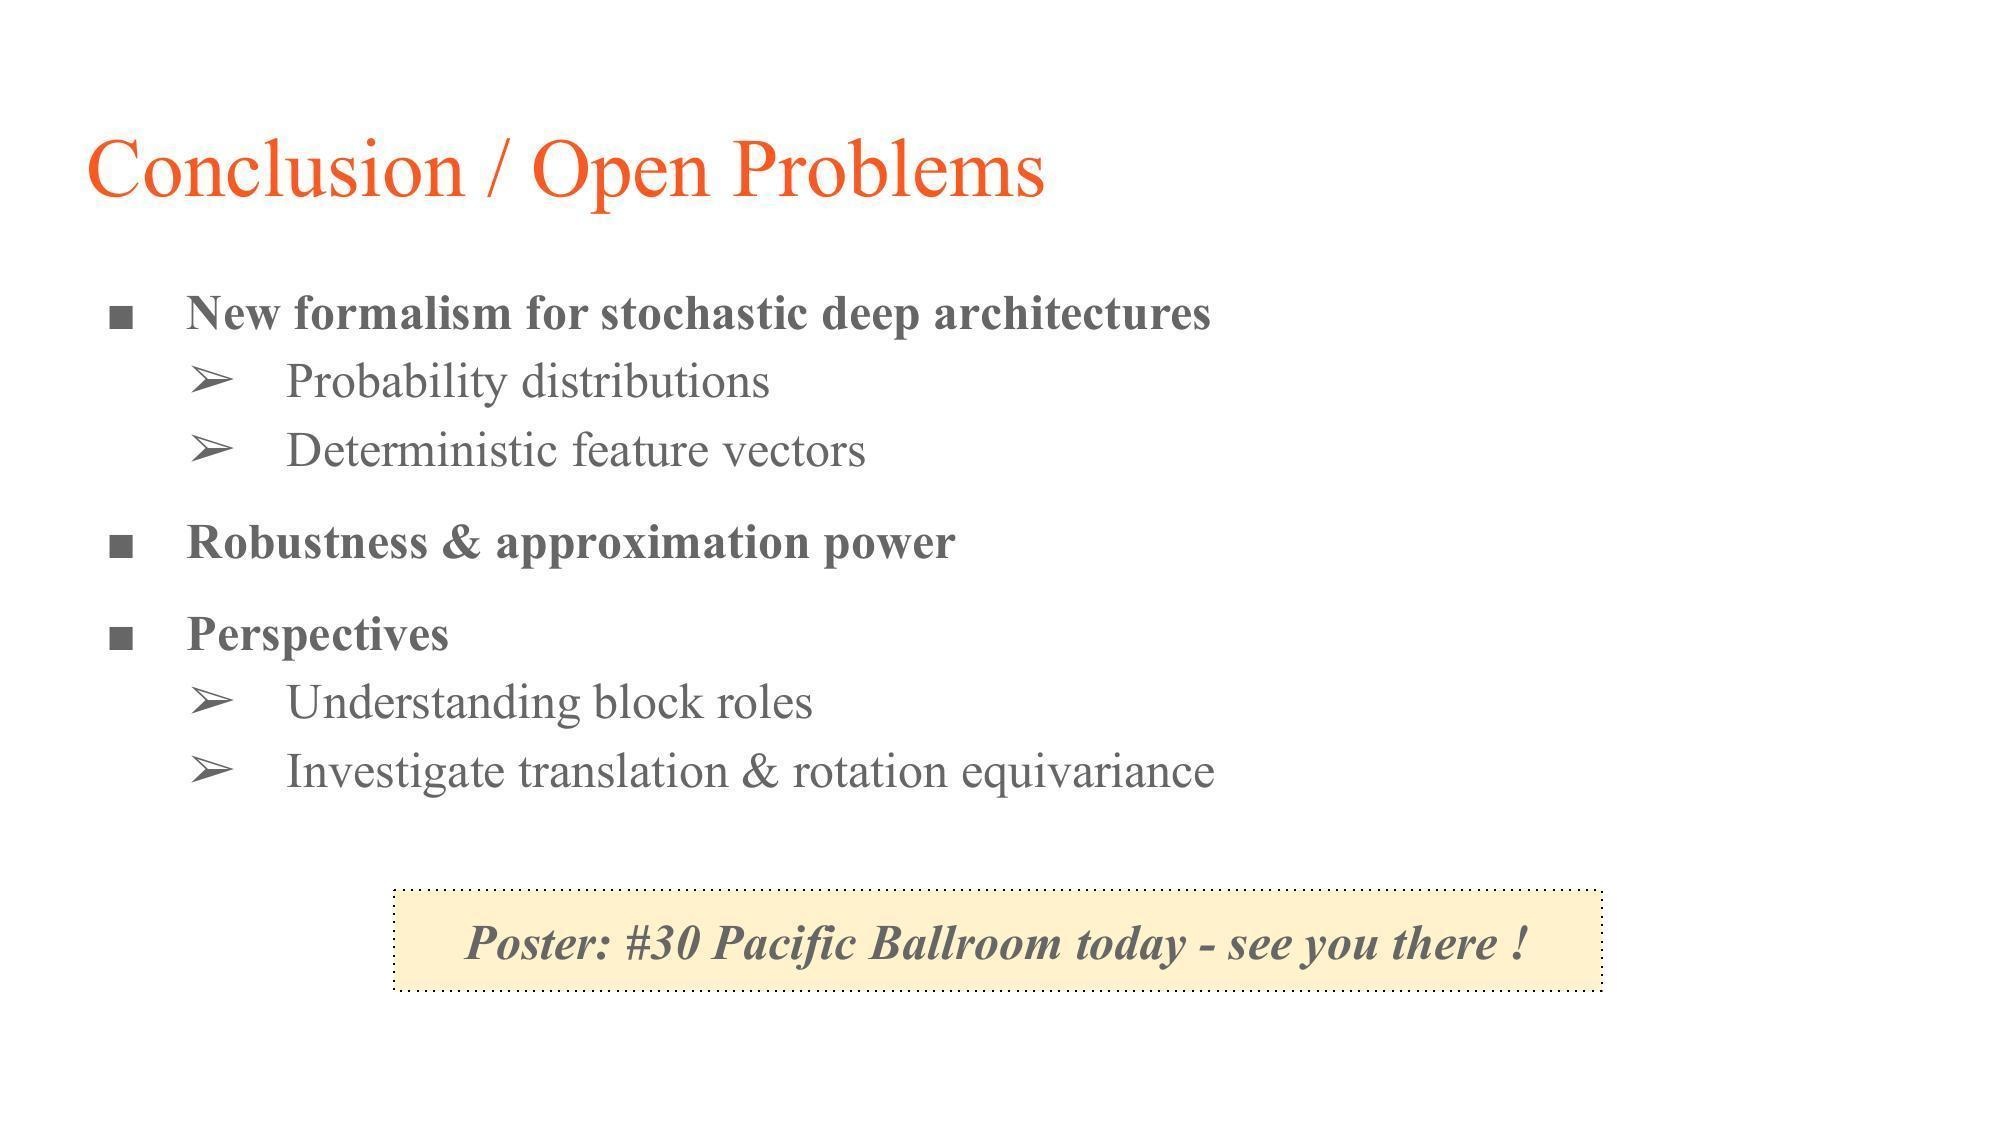 Conclusion / Open Problems
■ New formalism for stochastic deep architectures
➢ Probability distributions
➢ Deterministic feature vectors
■ Robustness & approximation power
■ Perspectives
➢ Understanding block roles
➢ Investigate translation & rotation equivariance
Poster: #30 Pacific Ballroom today - see you there !